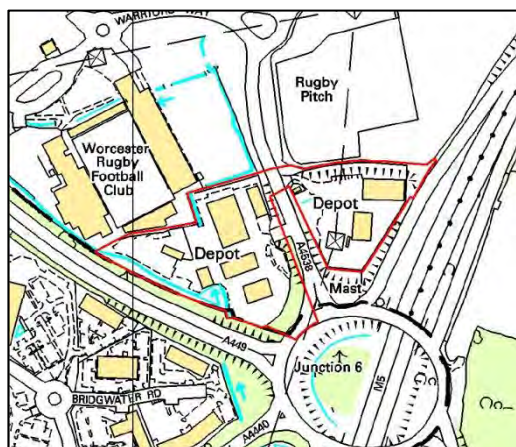 WARRIORS WAY
Rugby
Pitch
Worcester
Rugby
Football
Club
Depot
Depot
A4538
Mast
A449
Junction 6
M5
BRIDGWATER RD
A4440